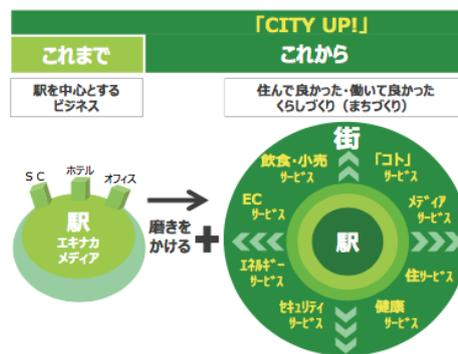 「CITY UP!」
これまで
これから
駅を中心とする
ビジネス
住んで良かった・働いて良かった
くらしづくり（まちづくり）
ＳＣ
ホテル
オフィス
駅
エキナカ
メディア
磨きを
かける
+
街
飲食・小売
サービス
「コト」
サービス
EC
サービス
メディア
サービス
駅
エネルギー
サービス
住サービス
セキュリティ
サービス
健康
サービス